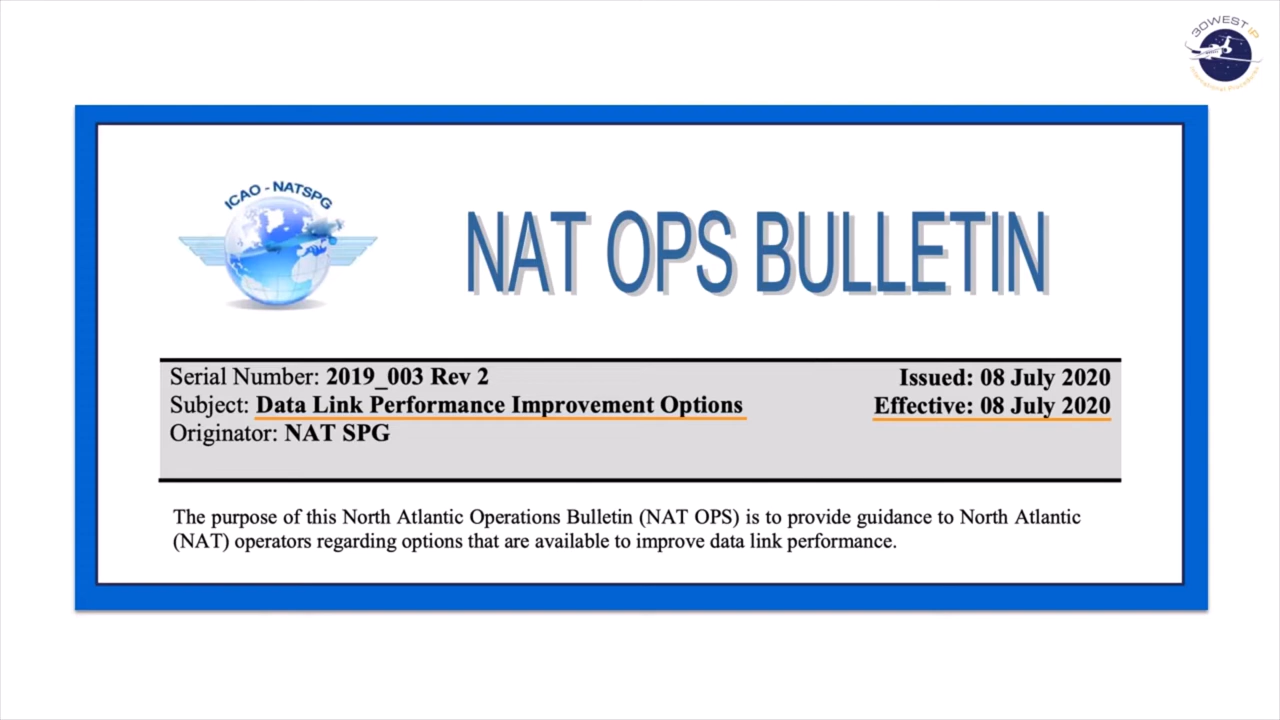 30WEST IP
International Procedures
ICAO - NATSPG
NAT OPS BULLETIN
Serial Number: 2019_003 Rev 2
Issued: 08 July 2020
Subject: Data Link Performance Improvement Options
Effective: 08 July 2020
Originator: NAT SPG
The purpose of this North Atlantic Operations Bulletin (NAT OPS) is to provide guidance to North Atlantic
(NAT) operators regarding options that are available to improve data link performance.